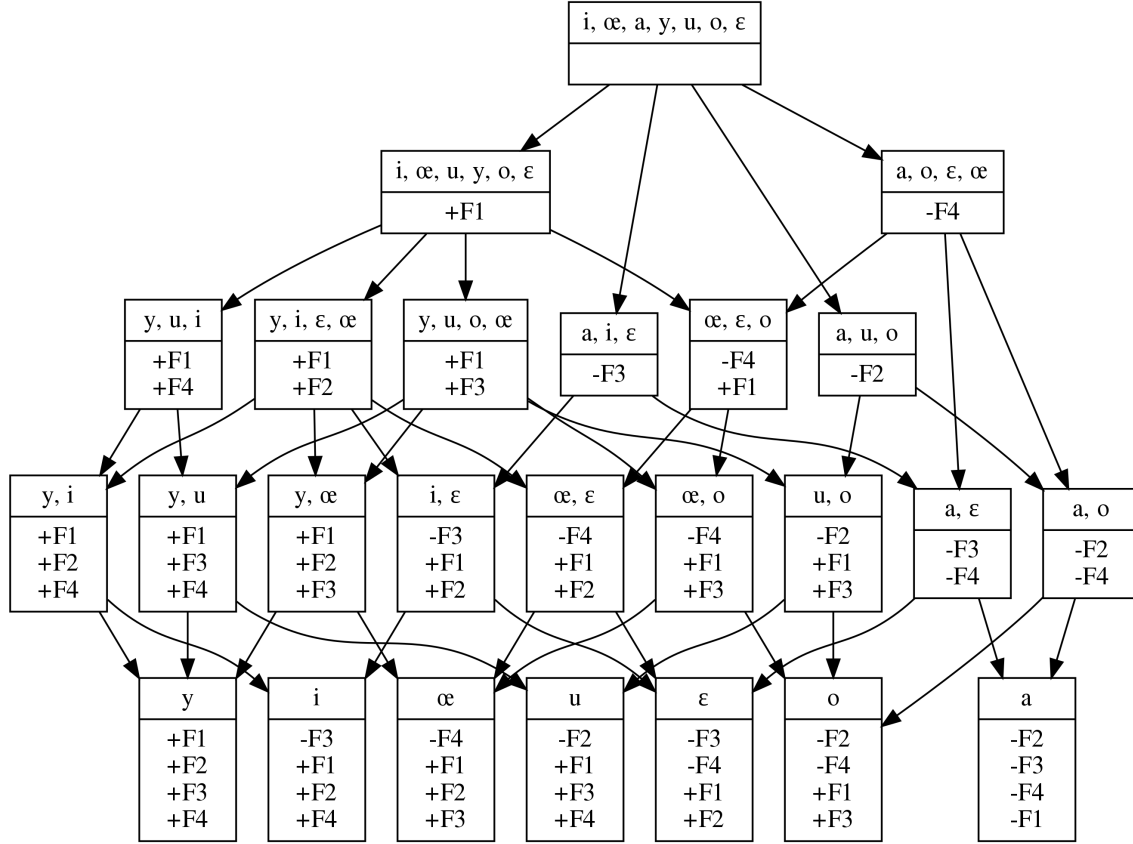 i, œ, a, y, u, o, ɛ
i, œ, u, y, o, ɛ
+F1
a, o, ɛ, œ
-F4
y, u, i
+F1
+F4
y, i, ɛ, œ
+F1
+F2
y, u, o, œ
+F1
+F3
a, i, ɛ
-F3
œ, ɛ, o
-F4
+F1
a, u, o
-F2
y, i
+F1
+F2
+F4
y, u
+F1
+F3
+F4
y, œ
+F1
+F2
+F3
i, ɛ
-F3
+F1
+F2
œ, ɛ
-F4
+F1
+F2
œ, o
-F4
+F1
+F3
u, o
-F2
+F1
+F3
a, ɛ
-F3
-F4
a, o
-F2
-F4
y
+F1
+F2
+F3
+F4
i
-F3
+F1
+F2
+F4
œ
-F4
+F1
+F2
+F3
u
-F2
+F1
+F3
+F4
ɛ
-F3
-F4
+F1
+F2
o
-F2
-F4
+F1
+F3
a
-F2
-F3
-F4
-F1